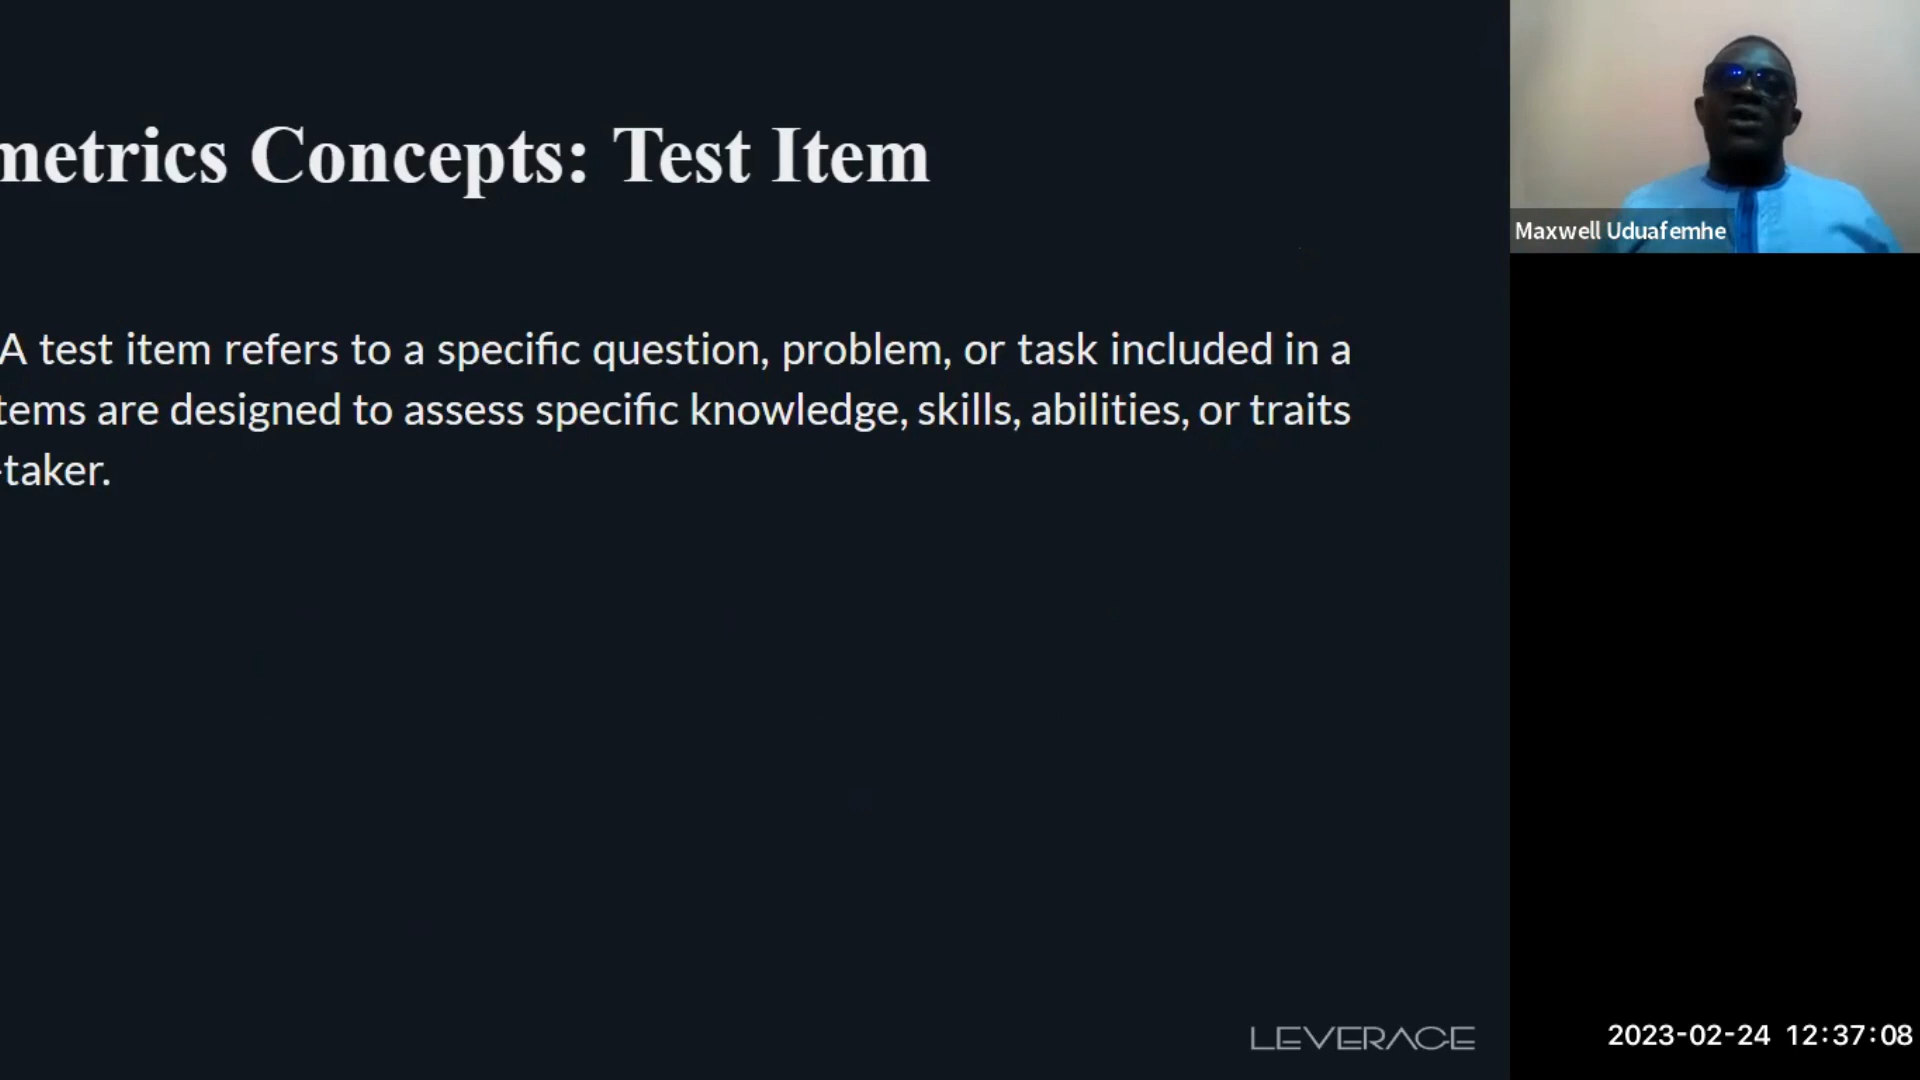 metrics Concepts: Test Item
A test item refers to a specific question, problem, or task included in a
tems are designed to assess specific knowledge, skills, abilities, or traits
-taker.
Maxwell Uduafemhe
LEVERAGE
2023-02-24 12:37:08